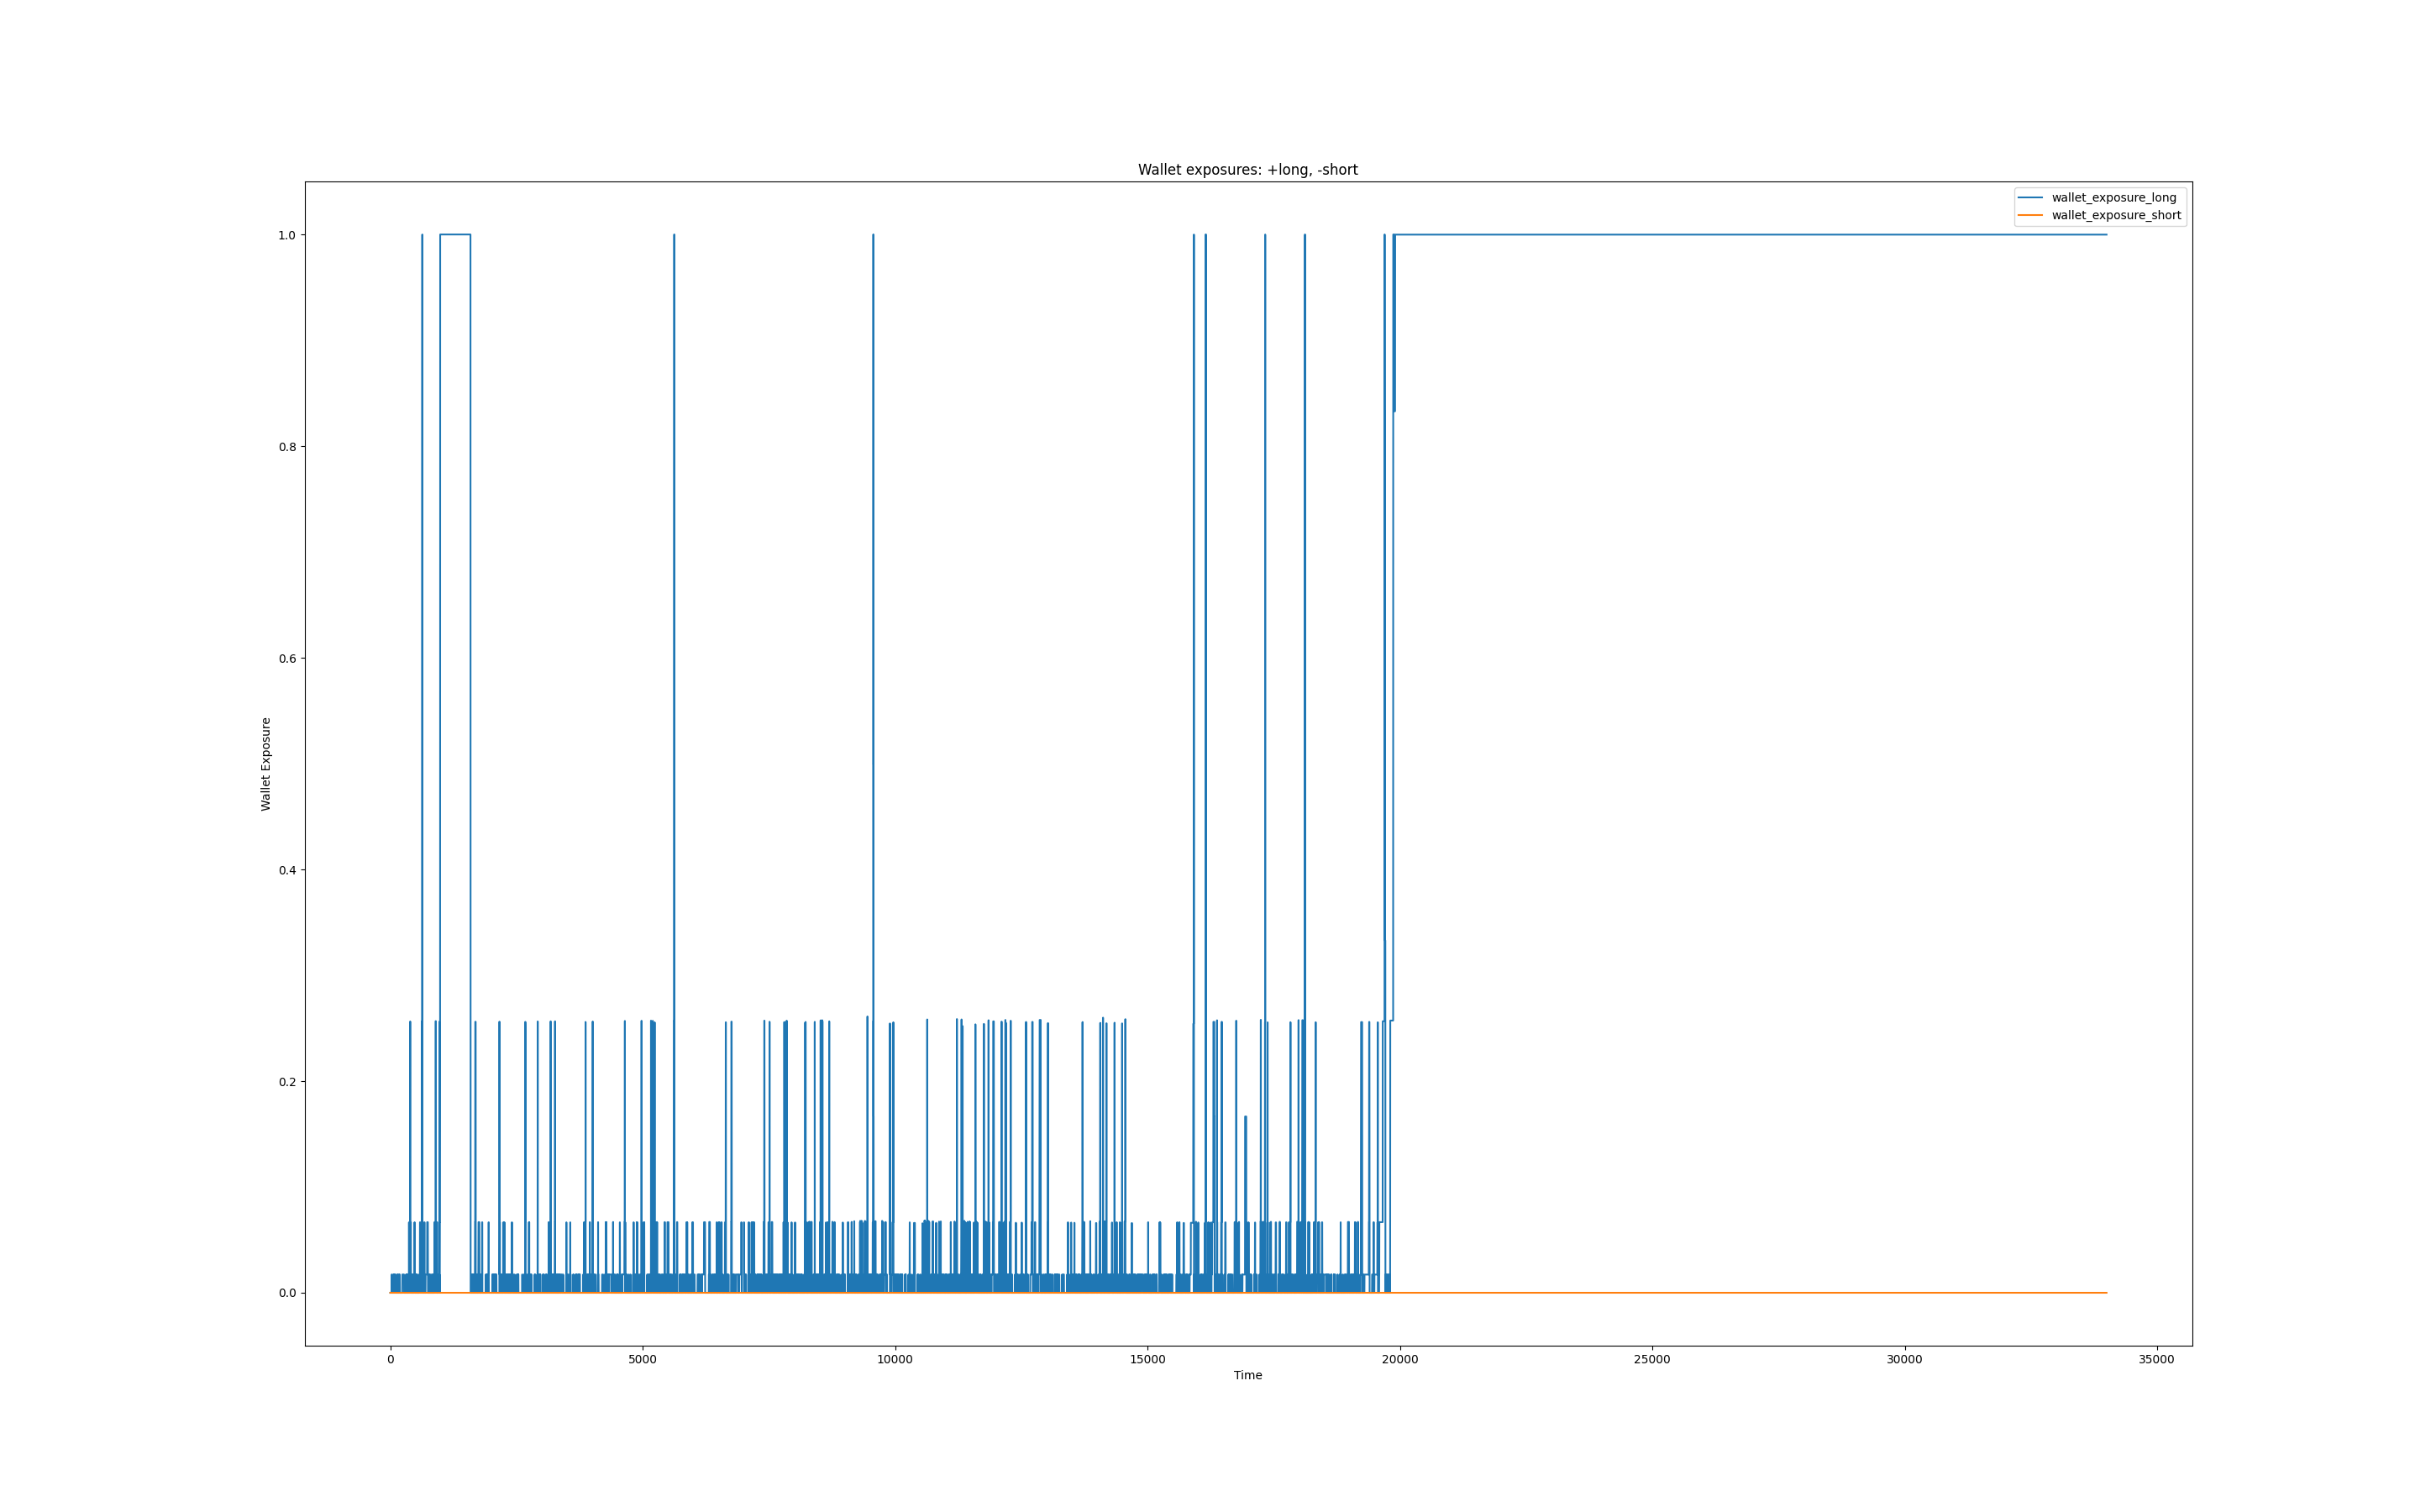 Wallet exposures: +long, -short
wallet_exposure_long
wallet_exposure_short
1.0
0.8
0.6
0.4
0.2
0.0
Wallet Exposure
0 5000 10000 15000 20000 25000 30000 35000
Time